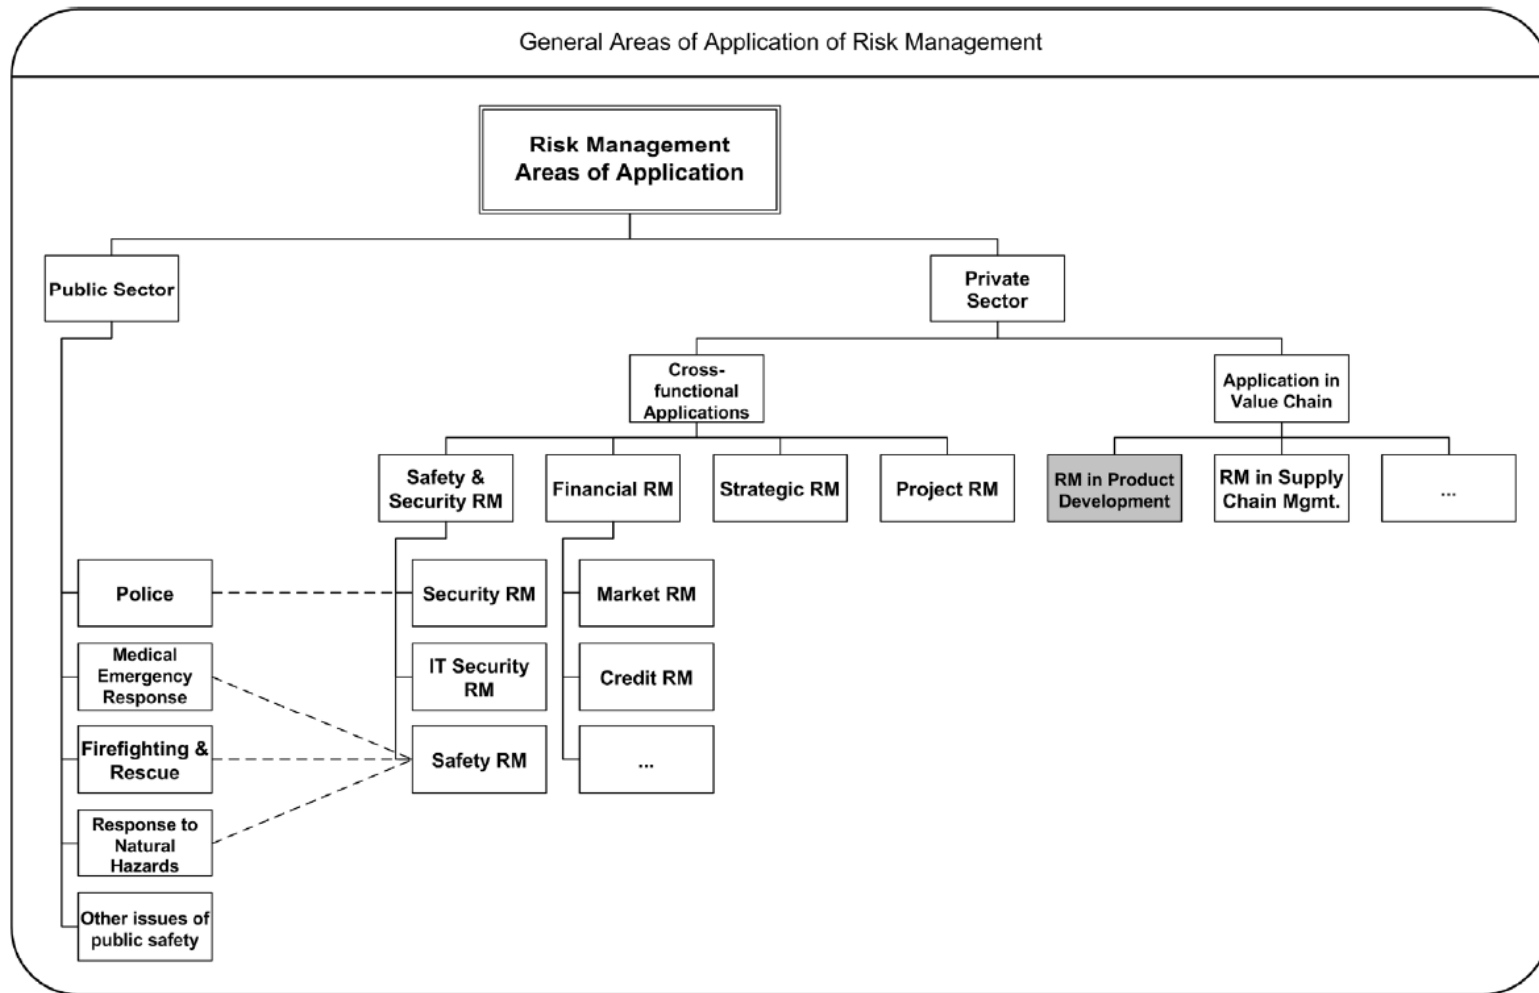 General Areas of Application of Risk Management
Risk Management
Areas of Application
Public Sector
Private
Sector
Cross-
functional
Applications
Application in
Value Chain
Safety &
Security RM
Financial RM
Strategic RM
Project RM
RM in Product
Development
RM in Supply
Chain Mgmt.
...
Police
Security RM
Market RM
Medical
Emergency
Response
IT Security
RM
Credit RM
Firefighting &
Rescue
Safety RM
...
Response to
Natural
Hazards
Other issues of
public safety